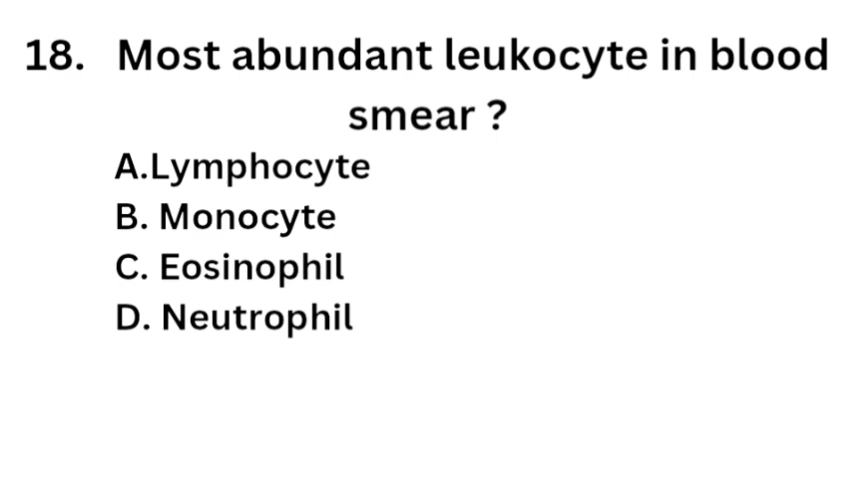 18. Most abundant leukocyte in blood
smear ?
A.Lymphocyte
B. Monocyte
C. Eosinophil
D. Neutrophil